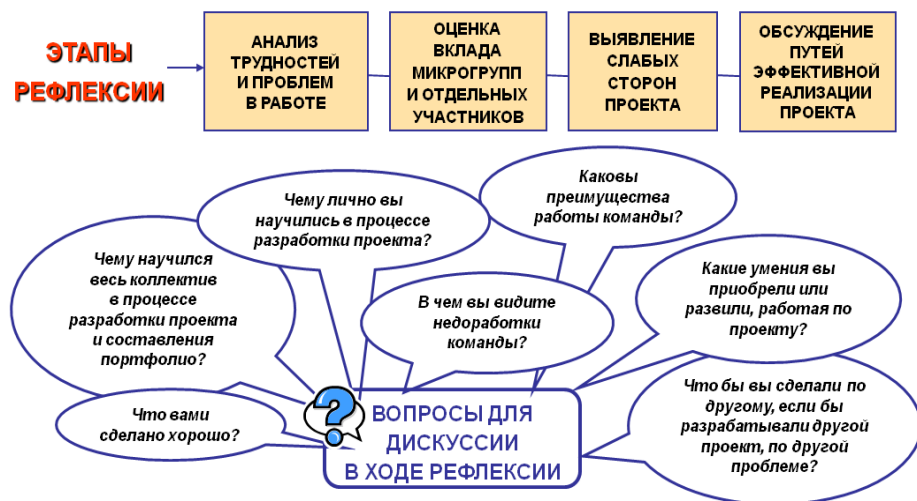 ЭТАПЫ
РЕФЛЕКСИИ
АНАЛИЗ
ТРУДНОСТЕЙ
И ПРОБЛЕМ
В РАБОТЕ
ОЦЕНКА
ВКЛАДА
МИКРОГРУПП
И ОТДЕЛЬНЫХ
УЧАСТНИКОВ
ВЫЯВЛЕНИЕ
СЛАБЫХ
СТОРОН
ПРОЕКТА
ОБСУЖДЕНИЕ
ПУТЕЙ
ЭФФЕКТИВНОЙ
РЕАЛИЗАЦИИ
ПРОЕКТА
Чему лично вы
научились в процессе
разработки проекта?
Каковы
преимущества
работы команды?
Чему научился
весь коллектив
в процессе
разработки проекта
и составления
портфолио?
В чем вы видите
недоработки
команды?
Какие умения вы
приобрели или
развили, работая по
проекту?
Что вами
сделано хорошо?
?
ВОПРОСЫ ДЛЯ
ДИСКУССИИ
В ХОДЕ РЕФЛЕКСИИ
Что бы вы сделали по
другому, если бы
разрабатывали другой
проект, по другой
проблеме?